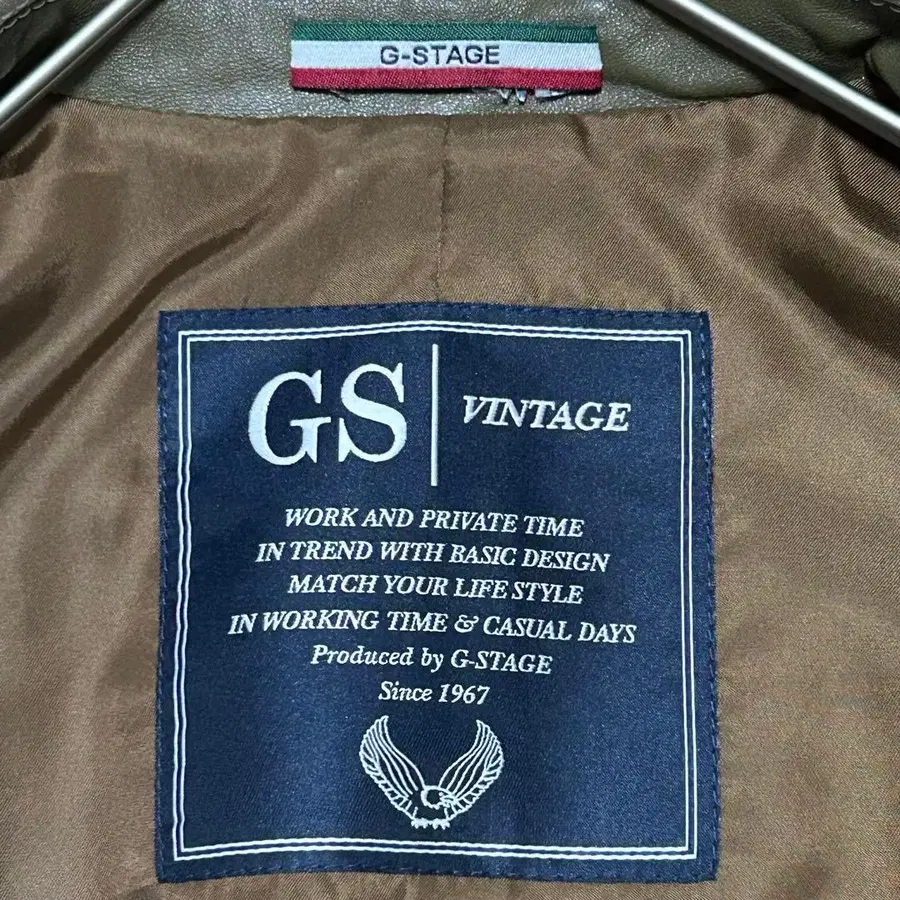 G-STAGE
GS | VINTAGE
WORK AND PRIVATE TIME
IN TREND WITH BASIC DESIGN
MATCH YOUR LIFE STYLE
IN WORKING TIME & CASUAL DAYS
Produced by G-STAGE
Since 1967